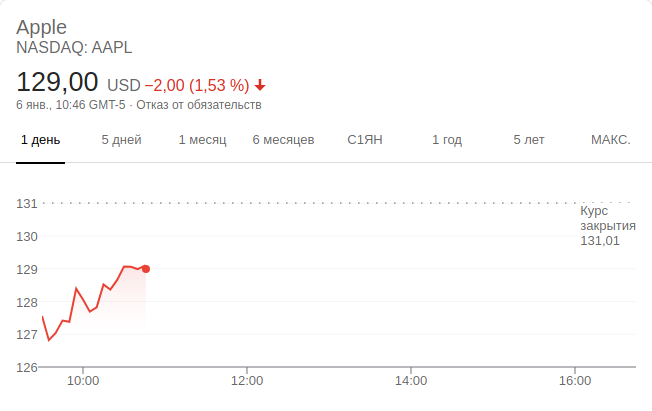 Apple
NASDAQ: AAPL
129,00 USD −2,00 (1,53 %)
6 янв., 10:46 GMT-5 · Отказ от обязательств
1 день 5 дней 1 месяц 6 месяцев С1ЯН 1 год 5 лет МАКС.
131
Курс
закрытия
131,01
130
129
128
127
126
10:00 12:00 14:00 16:00